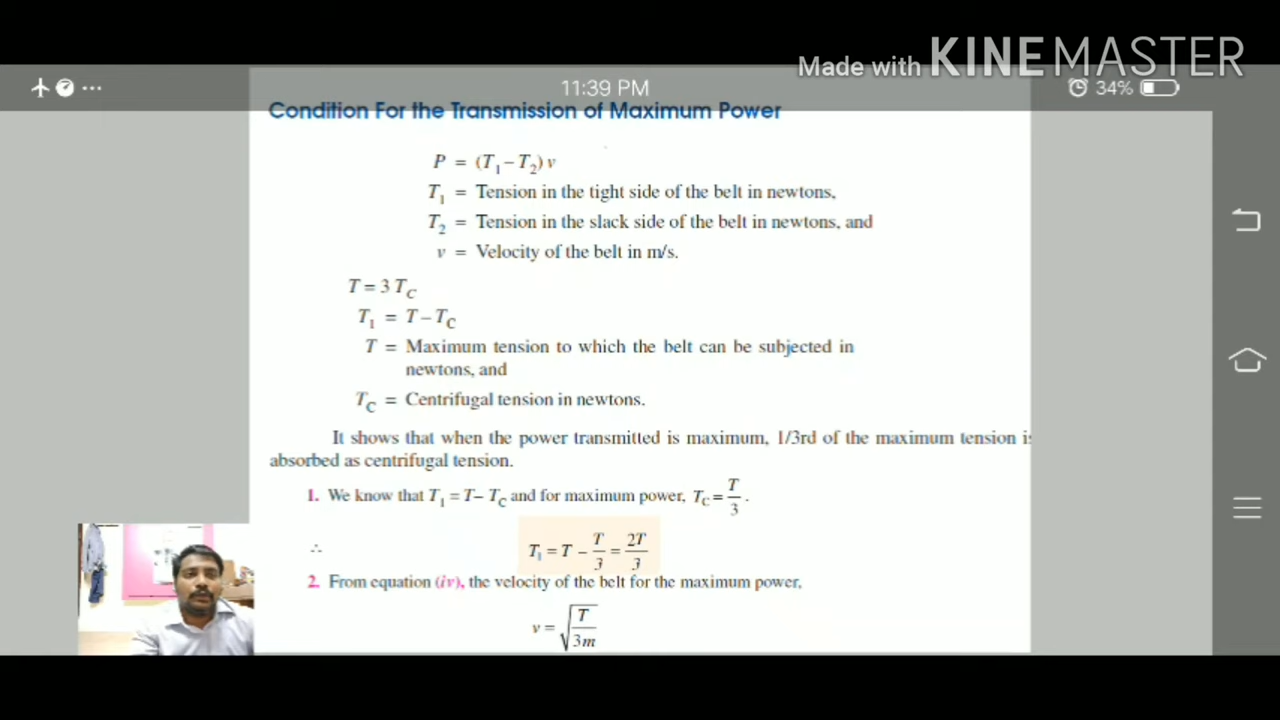 Made with KINEMASTER
11:39 PM
34%
Condition For the Transmission of Maximum Power
P = (T₁ – T₂) v
T₁ = Tension in the tight side of the belt in newtons,
T₂ = Tension in the slack side of the belt in newtons, and
v = Velocity of the belt in m/s.
T = 3 T_C
T₁ = T – T_C
T = Maximum tension to which the belt can be subjected in
newtons, and
T_C = Centrifugal tension in newtons.
It shows that when the power transmitted is maximum, 1/3rd of the maximum tension is
absorbed as centrifugal tension.
1. We know that T₁ = T – T_C and for maximum power, T_C = T/3 .
∴ T₁ = T – T/3 = 2T/3
2. From equation (iv), the velocity of the belt for the maximum power,
v = √(T/3m)